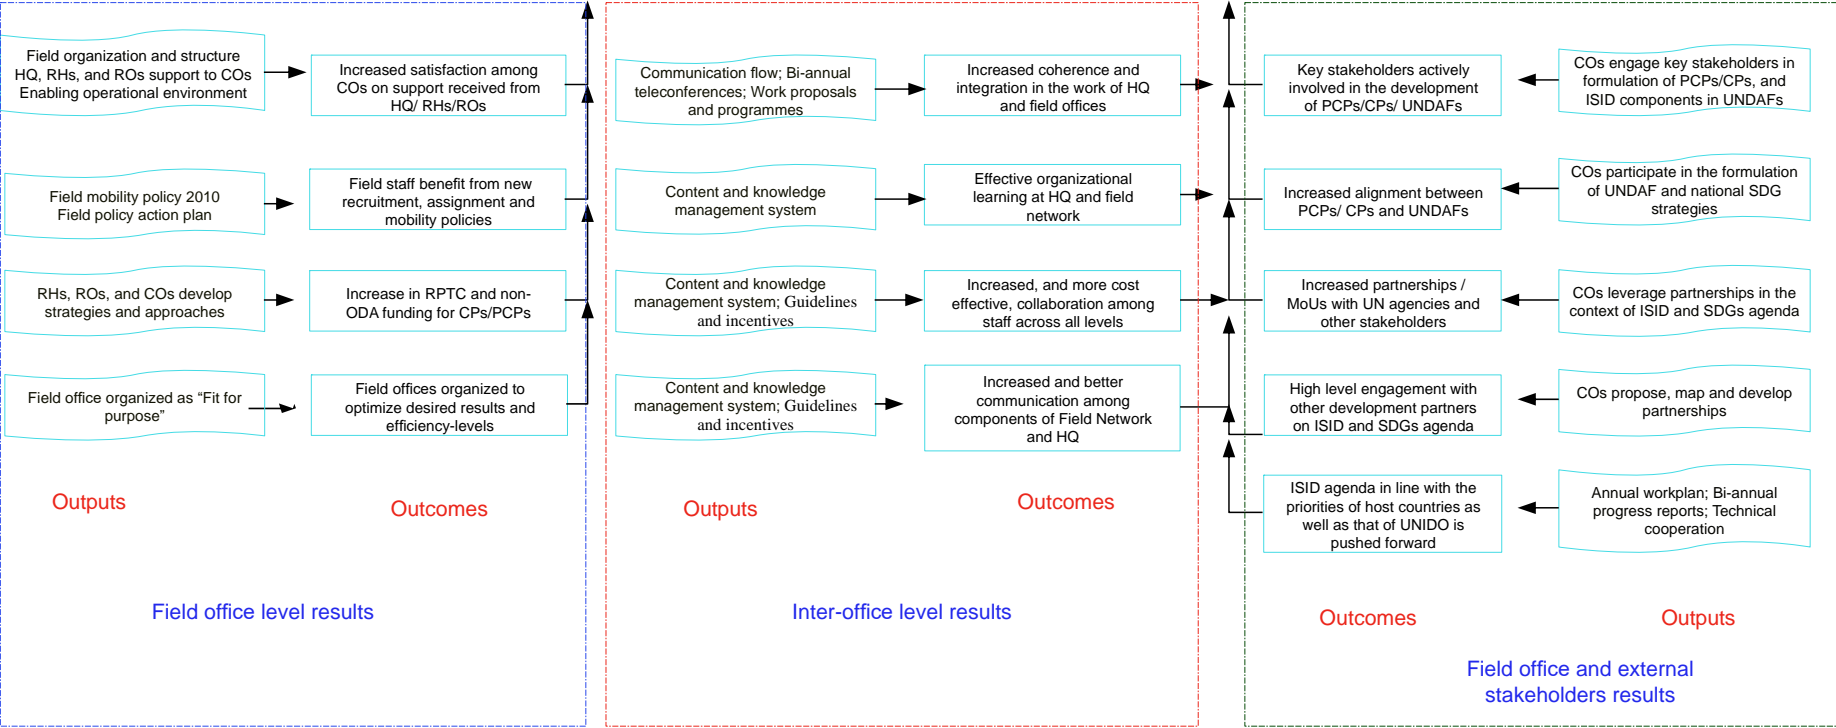 Field organization and structure
HQ, RHs, and ROs support to COs
Enabling operational environment
Increased satisfaction among
COs on support received from
HQ/ RHs/ROs
Field mobility policy 2010
Field policy action plan
Field staff benefit from new
recruitment, assignment and
mobility policies
RHs, ROs, and COs develop
strategies and approaches
Increase in RPTC and non-
ODA funding for CPs/PCPs
Field office organized as “Fit for
purpose”
Field offices organized to
optimize desired results and
efficiency-levels
Outputs
Outcomes
Field office level results
Communication flow; Bi-annual
teleconferences; Work proposals
and programmes
Increased coherence and
integration in the work of HQ
and field offices
Content and knowledge
management system
Effective organizational
learning at HQ and field
network
Content and knowledge
management system; Guidelines
and incentives
Increased, and more cost
effective, collaboration among
staff across all levels
Content and knowledge
management system; Guidelines
and incentives
Increased and better
communication among
components of Field Network
and HQ
Outputs
Outcomes
Inter-office level results
Key stakeholders actively
involved in the development
of PCPs/CPs/ UNDAFs
COs engage key stakeholders in
formulation of PCPs/CPs, and
ISID components in UNDAFs
Increased alignment between
PCPs/ CPs and UNDAFs
COs participate in the formulation
of UNDAF and national SDG
strategies
Increased partnerships /
MoUs with UN agencies and
other stakeholders
COs leverage partnerships in the
context of ISID and SDGs agenda
High level engagement with
other development partners
on ISID and SDGs agenda
COs propose, map and develop
partnerships
ISID agenda in line with the
priorities of host countries as
well as that of UNIDO is
pushed forward
Annual workplan; Bi-annual
progress reports; Technical
cooperation
Outcomes
Outputs
Field office and external
stakeholders results